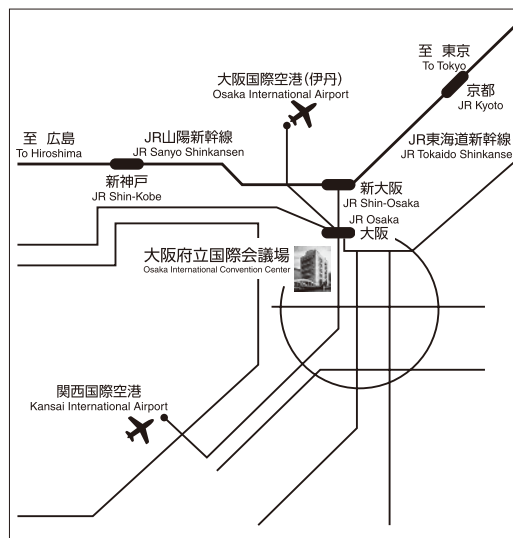 至 東京
To Tokyo
大阪国際空港(伊丹)
Osaka International Airport
京都
JR Kyoto
至 広島
To Hiroshima
JR山陽新幹線
JR Sanyo Shinkansen
JR東海道新幹線
JR Tokaido Shinkanse
新神戸
JR Shin-Kobe
新大阪
JR Shin-Osaka
JR Osaka
大阪
大阪府立国際会議場
Osaka International Convention Center
関西国際空港
Kansai International Airport